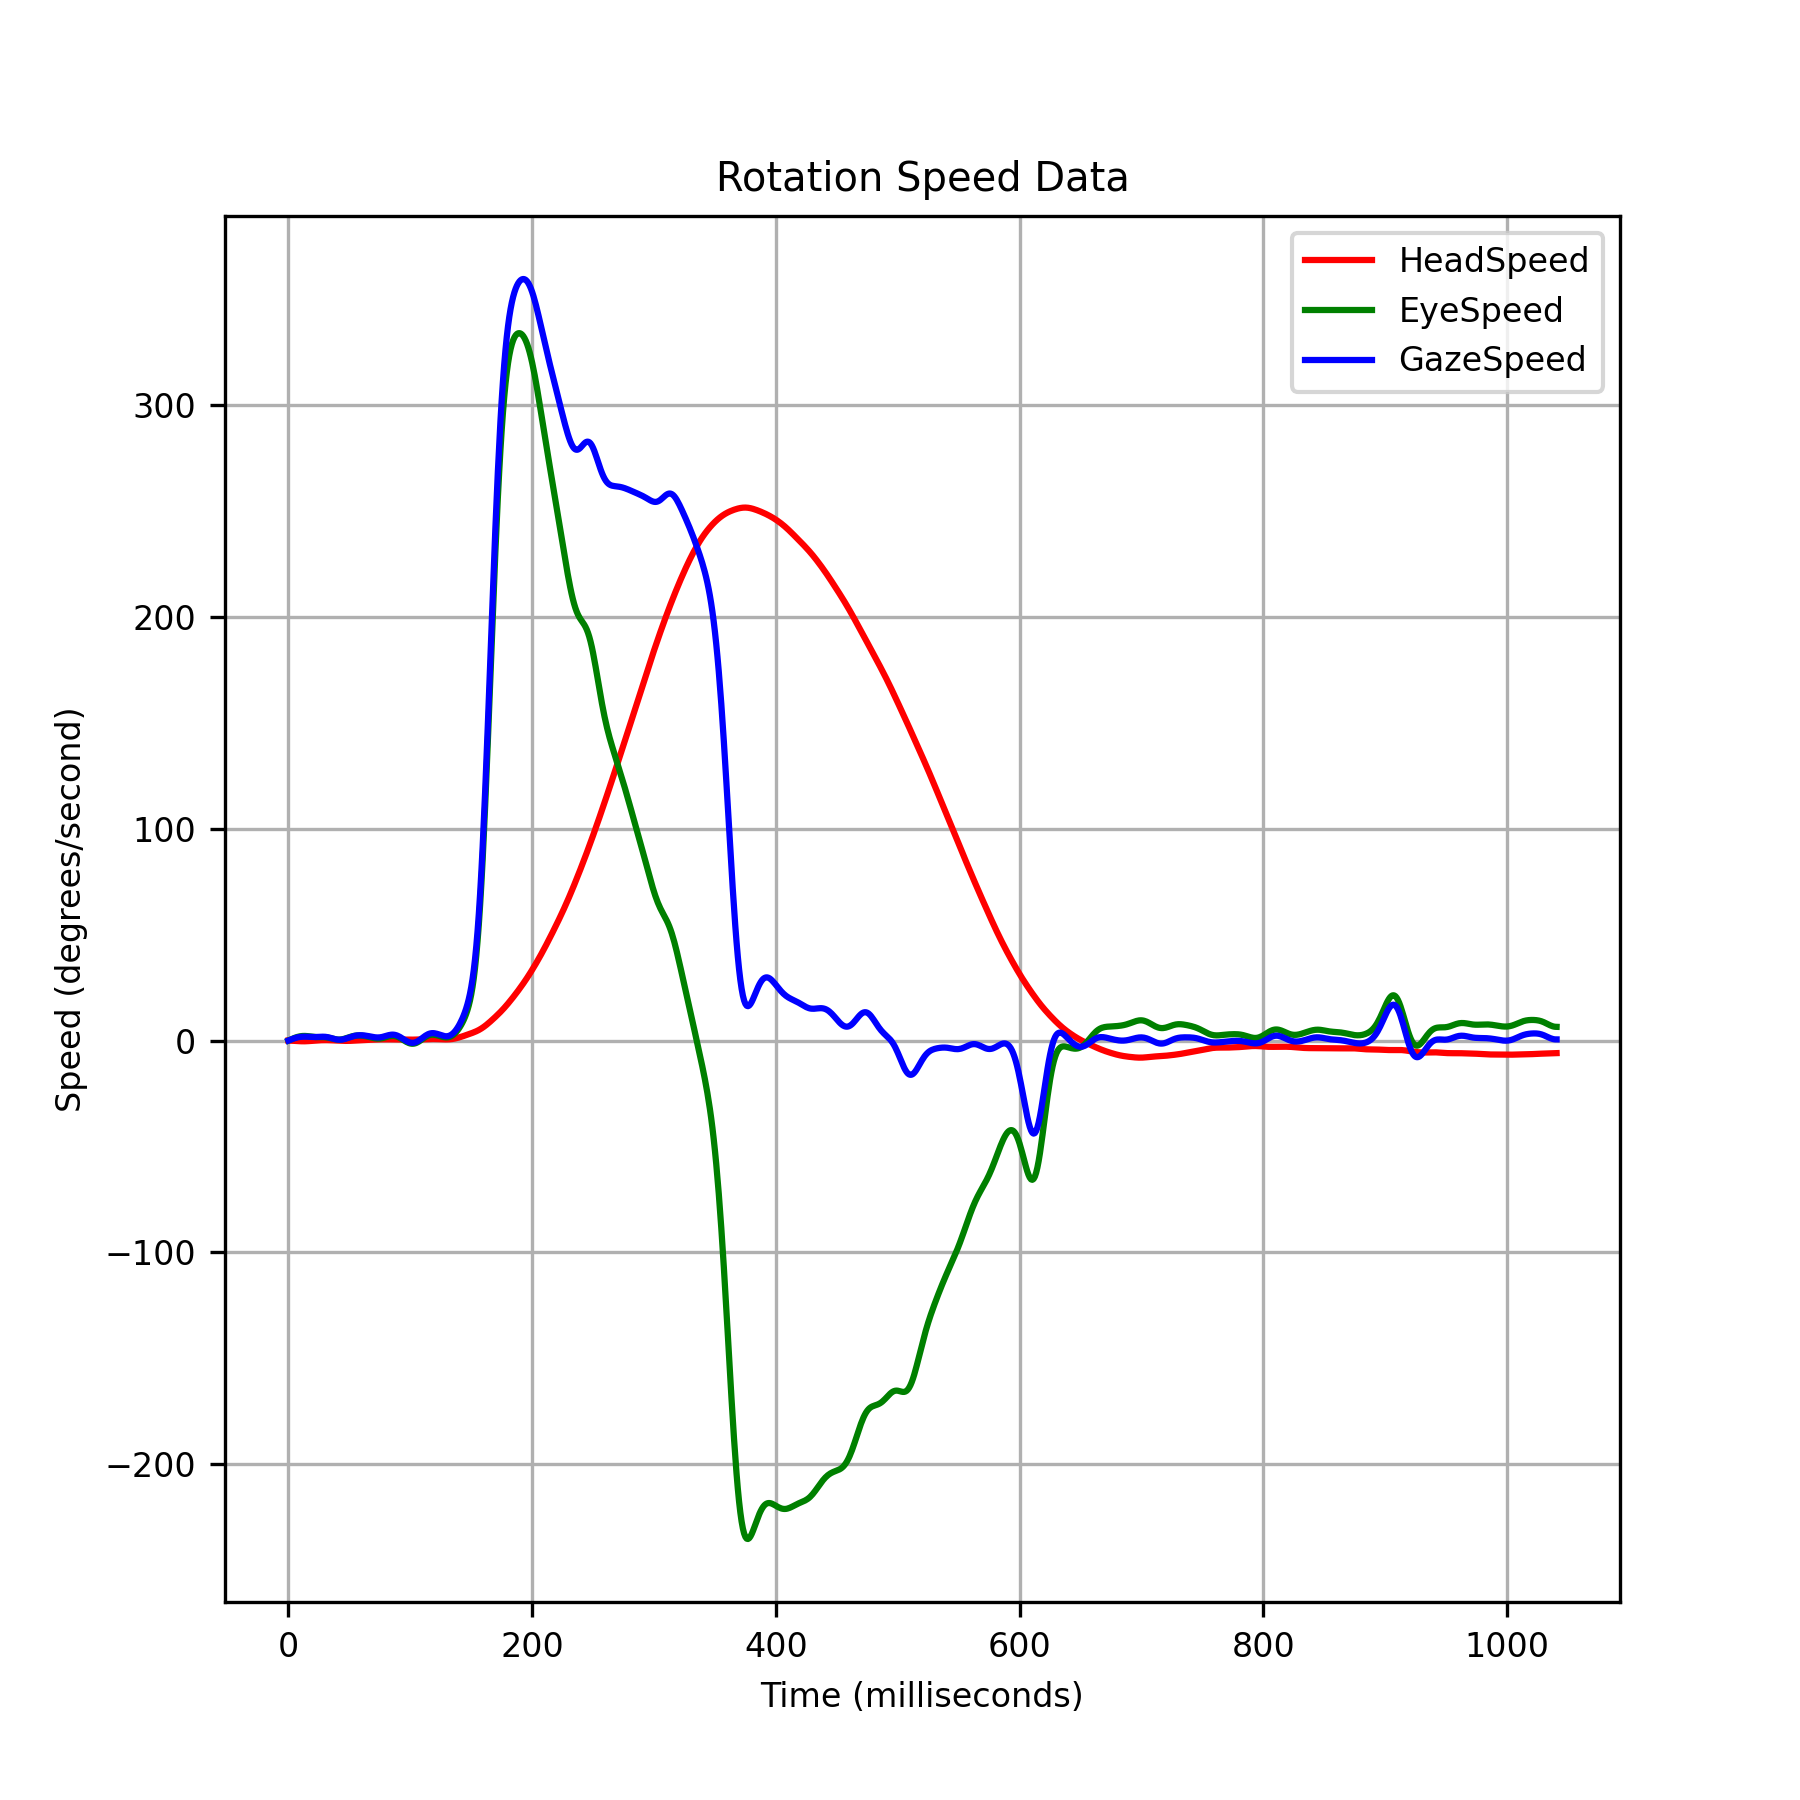 Rotation Speed Data
HeadSpeed
EyeSpeed
GazeSpeed
300
200
100
0
−100
−200
Speed (degrees/second)
0 200 400 600 800 1000
Time (milliseconds)